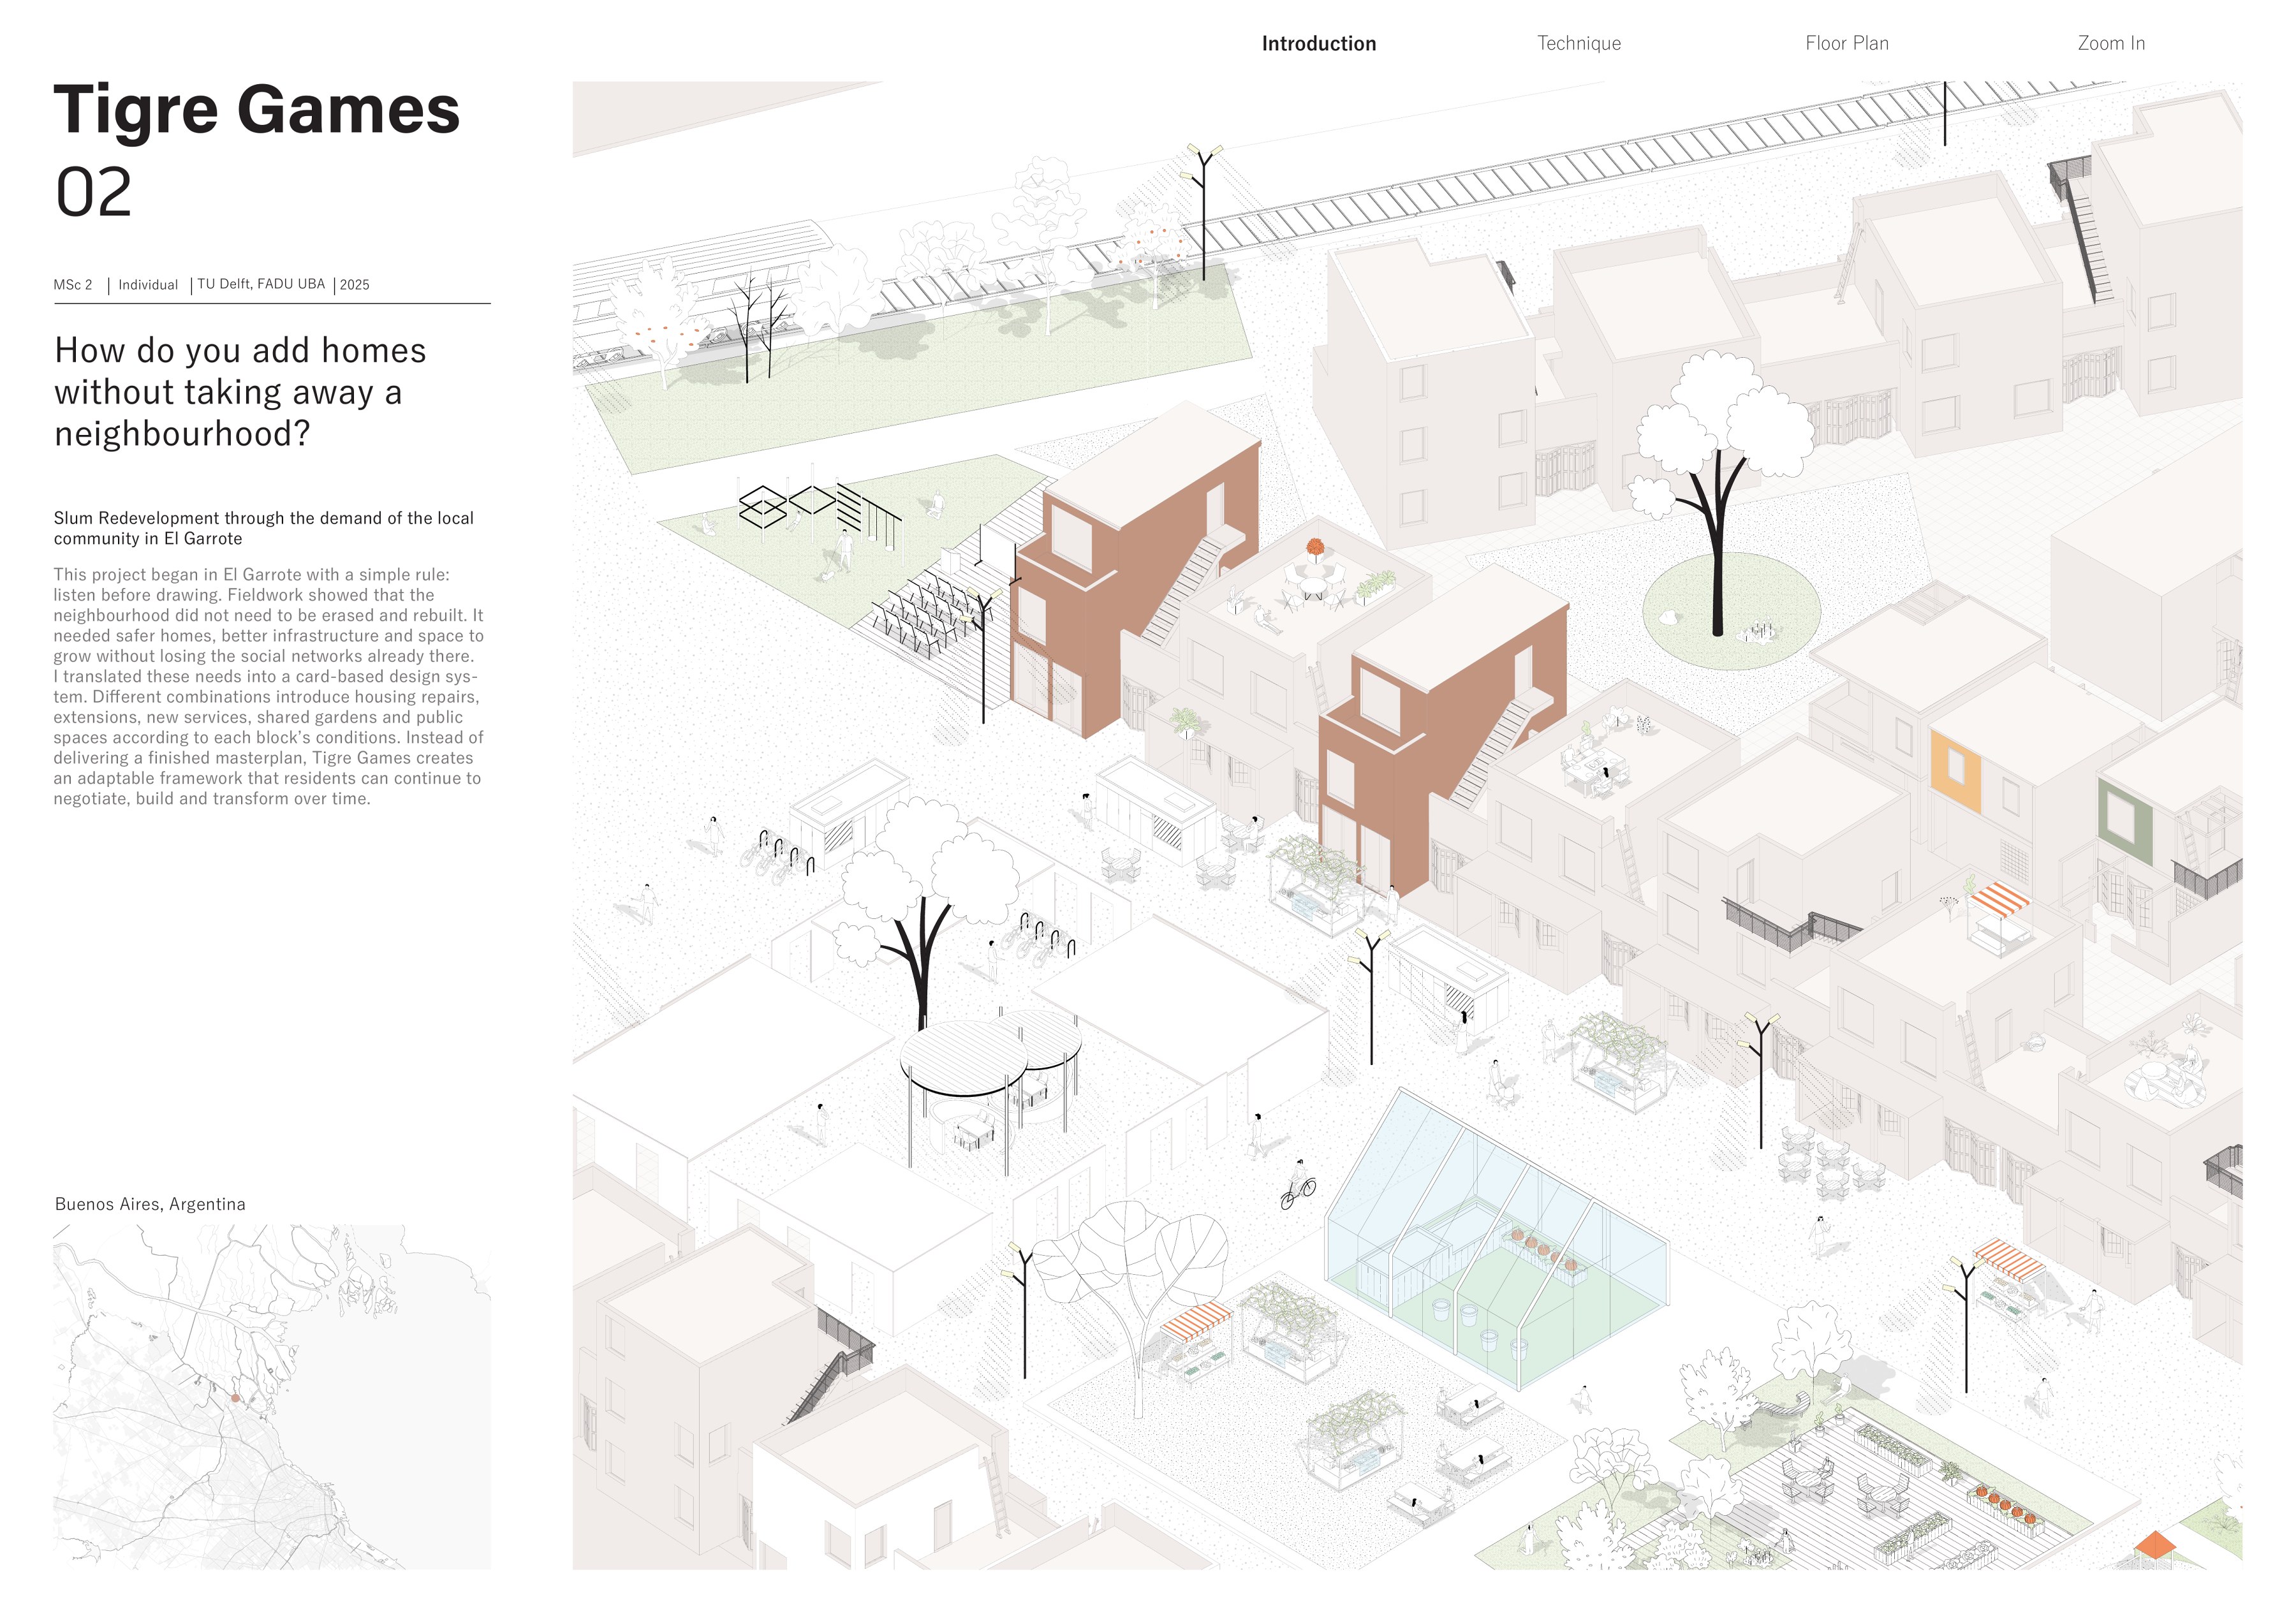 Introduction
Technique
Floor Plan
Zoom In
Tigre Games
02
MSc 2 | Individual | TU Delft, FADU UBA | 2025
How do you add homes
without taking away a
neighbourhood?
Slum Redevelopment through the demand of the local
community in El Garrote
This project began in El Garrote with a simple rule:
listen before drawing. Fieldwork showed that the
neighbourhood did not need to be erased and rebuilt. It
needed safer homes, better infrastructure and space to
grow without losing the social networks already there.
I translated these needs into a card-based design sys-
tem. Different combinations introduce housing repairs,
extensions, new services, shared gardens and public
spaces according to each block's conditions. Instead of
delivering a finished masterplan, Tigre Games creates
an adaptable framework that residents can continue to
negotiate, build and transform over time.
Buenos Aires, Argentina